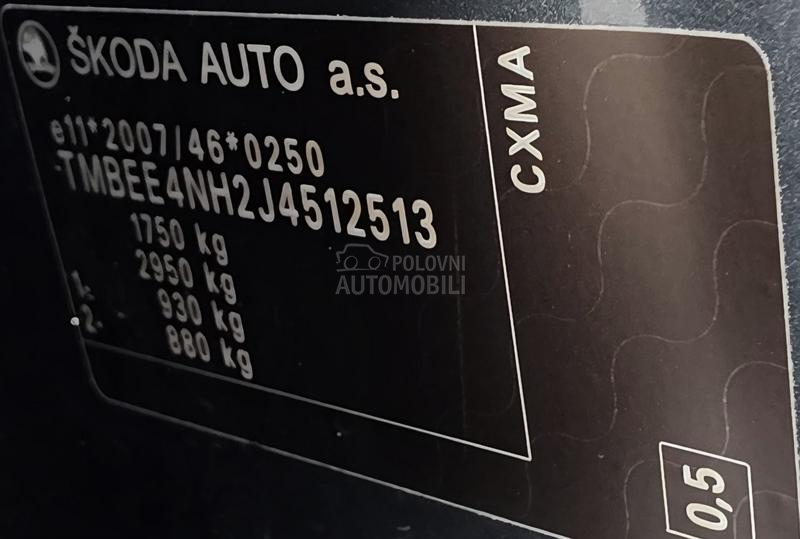 ŠKODA AUTO a.s.
e11*2007/46*0250
TMBEE4NH2J4512513
1750 kg
2950 kg
1- 930 kg
2- 880 kg
CXMA
0,5
POLOVNI
AUTOMOBILI